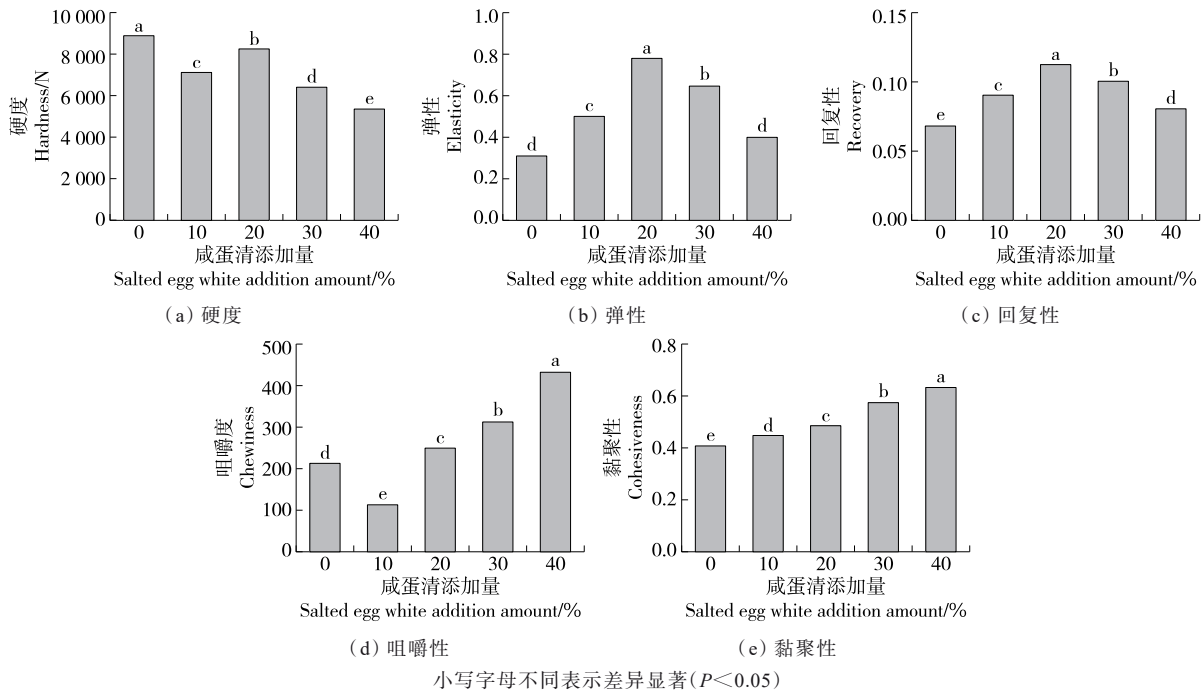 10 000
8 000
6 000
4 000
2 000
0
硬度
Hardness/N
a
c
b
d
e
0 10 20 30 40
咸蛋清添加量
Salted egg white addition amount/%
(a) 硬度
1.0
0.8
0.6
0.4
0.2
0.0
弹性
Elasticity
d
c
a
b
d
0 10 20 30 40
咸蛋清添加量
Salted egg white addition amount/%
(b) 弹性
0.15
0.10
0.05
0.00
回复性
Recovery
e
c
a
b
d
0 10 20 30 40
咸蛋清添加量
Salted egg white addition amount/%
(c) 回复性
500
400
300
200
100
0
咀嚼度
Chewiness
d
e
c
b
a
0 10 20 30 40
咸蛋清添加量
Salted egg white addition amount/%
(d) 咀嚼性
0.8
0.6
0.4
0.2
0.0
黏聚性
Cohesiveness
e
d
c
b
a
0 10 20 30 40
咸蛋清添加量
Salted egg white addition amount/%
(e) 黏聚性
小写字母不同表示差异显著(P＜0.05)